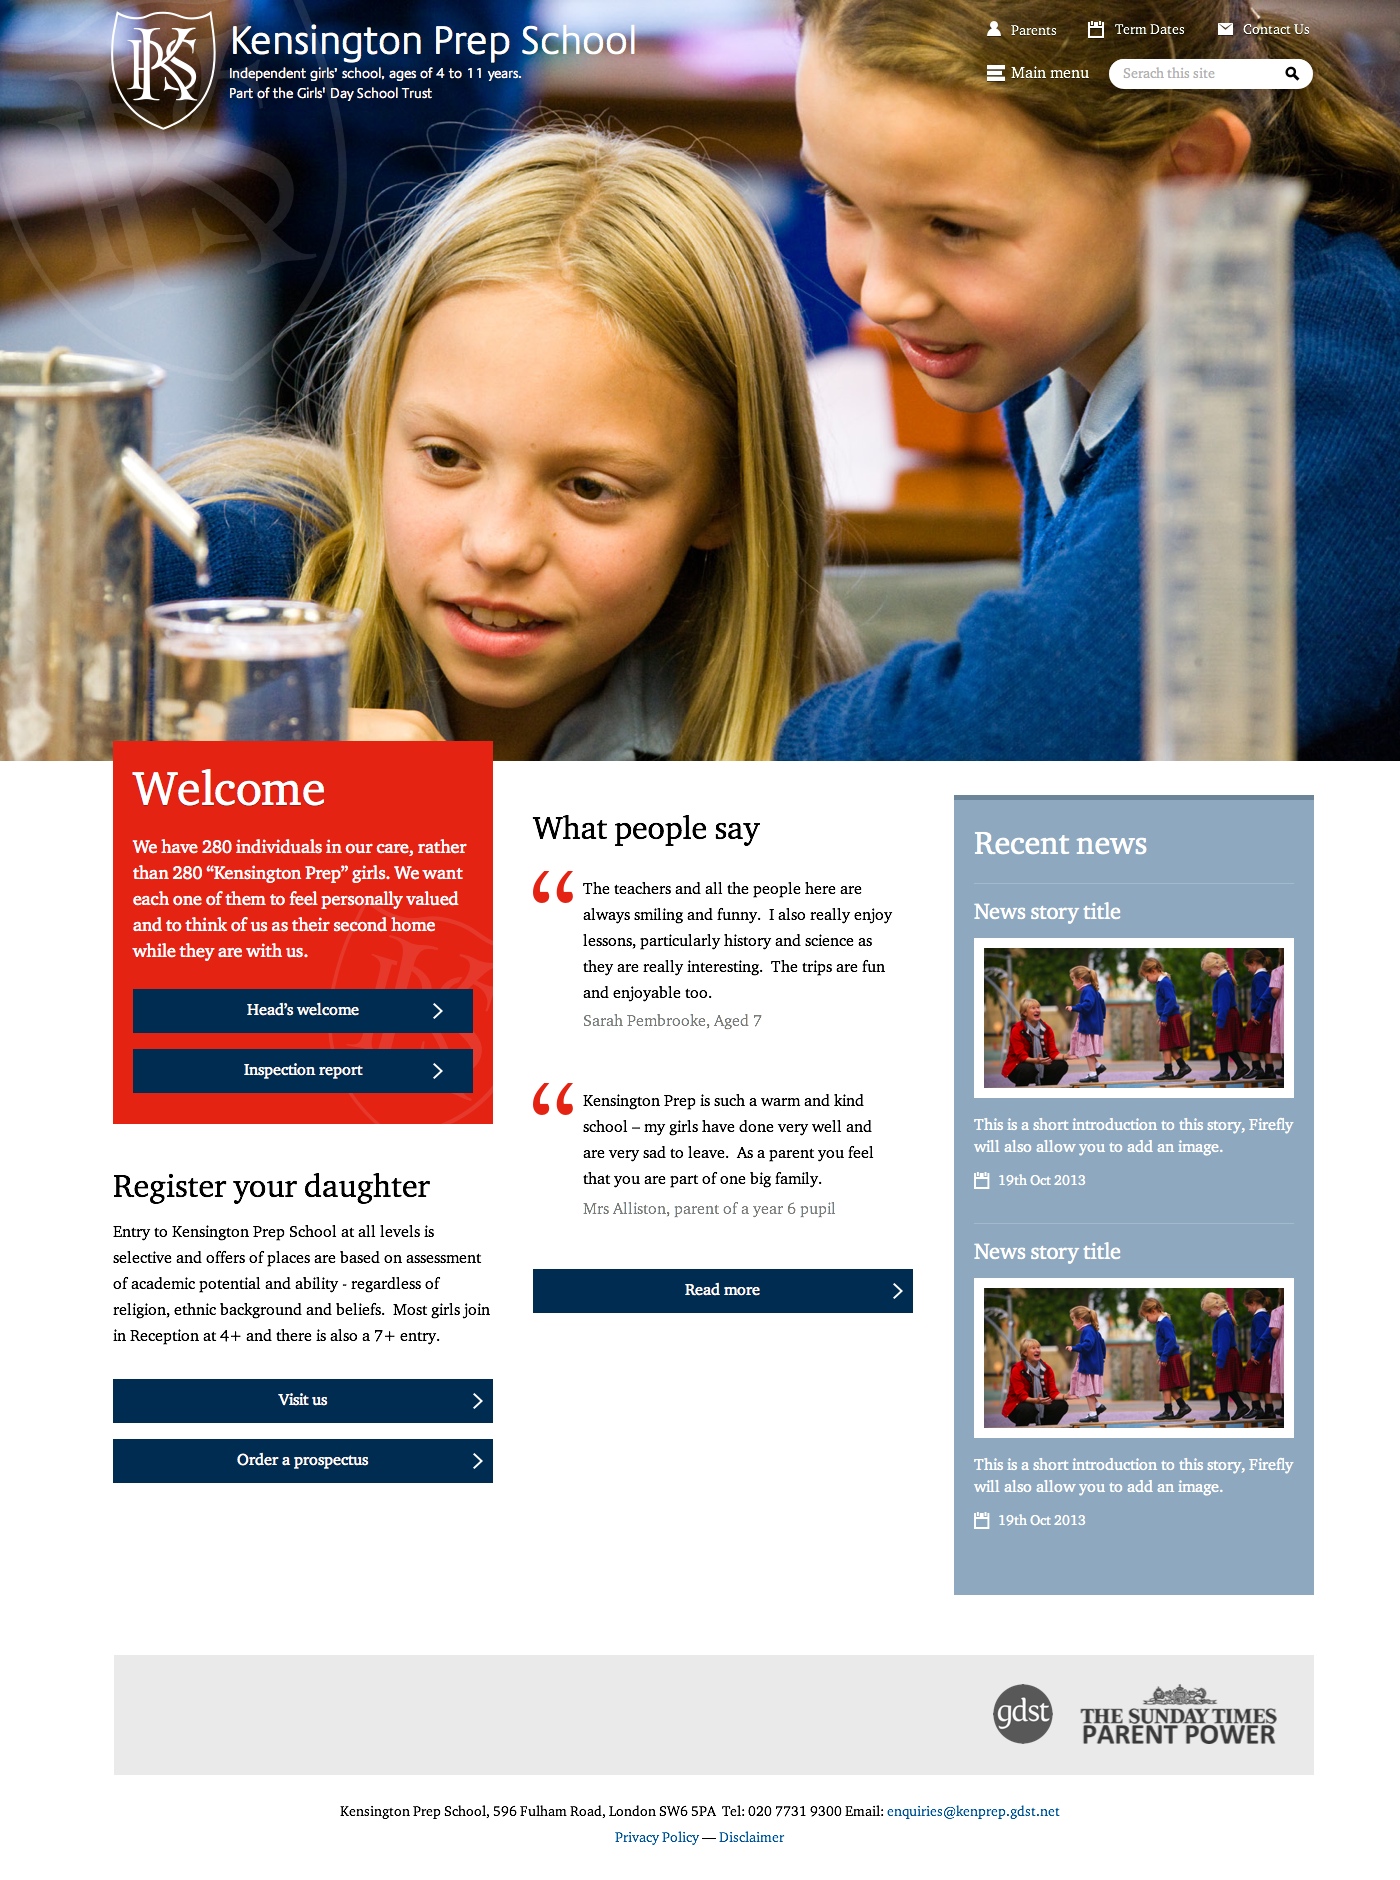 KPS
Kensington Prep School
Independent girls' school, ages of 4 to 11 years.
Part of the Girls' Day School Trust
Parents
Term Dates
Contact Us
Main menu
Serach this site
Welcome
We have 280 individuals in our care, rather
than 280 “Kensington Prep” girls. We want
each one of them to feel personally valued
and to think of us as their second home
while they are with us.
Head’s welcome
Inspection report
Register your daughter
Entry to Kensington Prep School at all levels is
selective and offers of places are based on assessment
of academic potential and ability - regardless of
religion, ethnic background and beliefs.  Most girls join
in Reception at 4+ and there is also a 7+ entry.
Visit us
Order a prospectus
What people say
“ The teachers and all the people here are
always smiling and funny.  I also really enjoy
lessons, particularly history and science as
they are really interesting.  The trips are fun
and enjoyable too.
Sarah Pembrooke, Aged 7
“ Kensington Prep is such a warm and kind
school – my girls have done very well and
are very sad to leave.  As a parent you feel
that you are part of one big family.
Mrs Alliston, parent of a year 6 pupil
Read more
Recent news
News story title
This is a short introduction to this story, Firefly
will also allow you to add an image.
19th Oct 2013
News story title
This is a short introduction to this story, Firefly
will also allow you to add an image.
19th Oct 2013
gdst
THE SUNDAY TIMES
PARENT POWER
Kensington Prep School, 596 Fulham Road, London SW6 5PA  Tel: 020 7731 9300 Email: enquiries@kenprep.gdst.net
Privacy Policy — Disclaimer